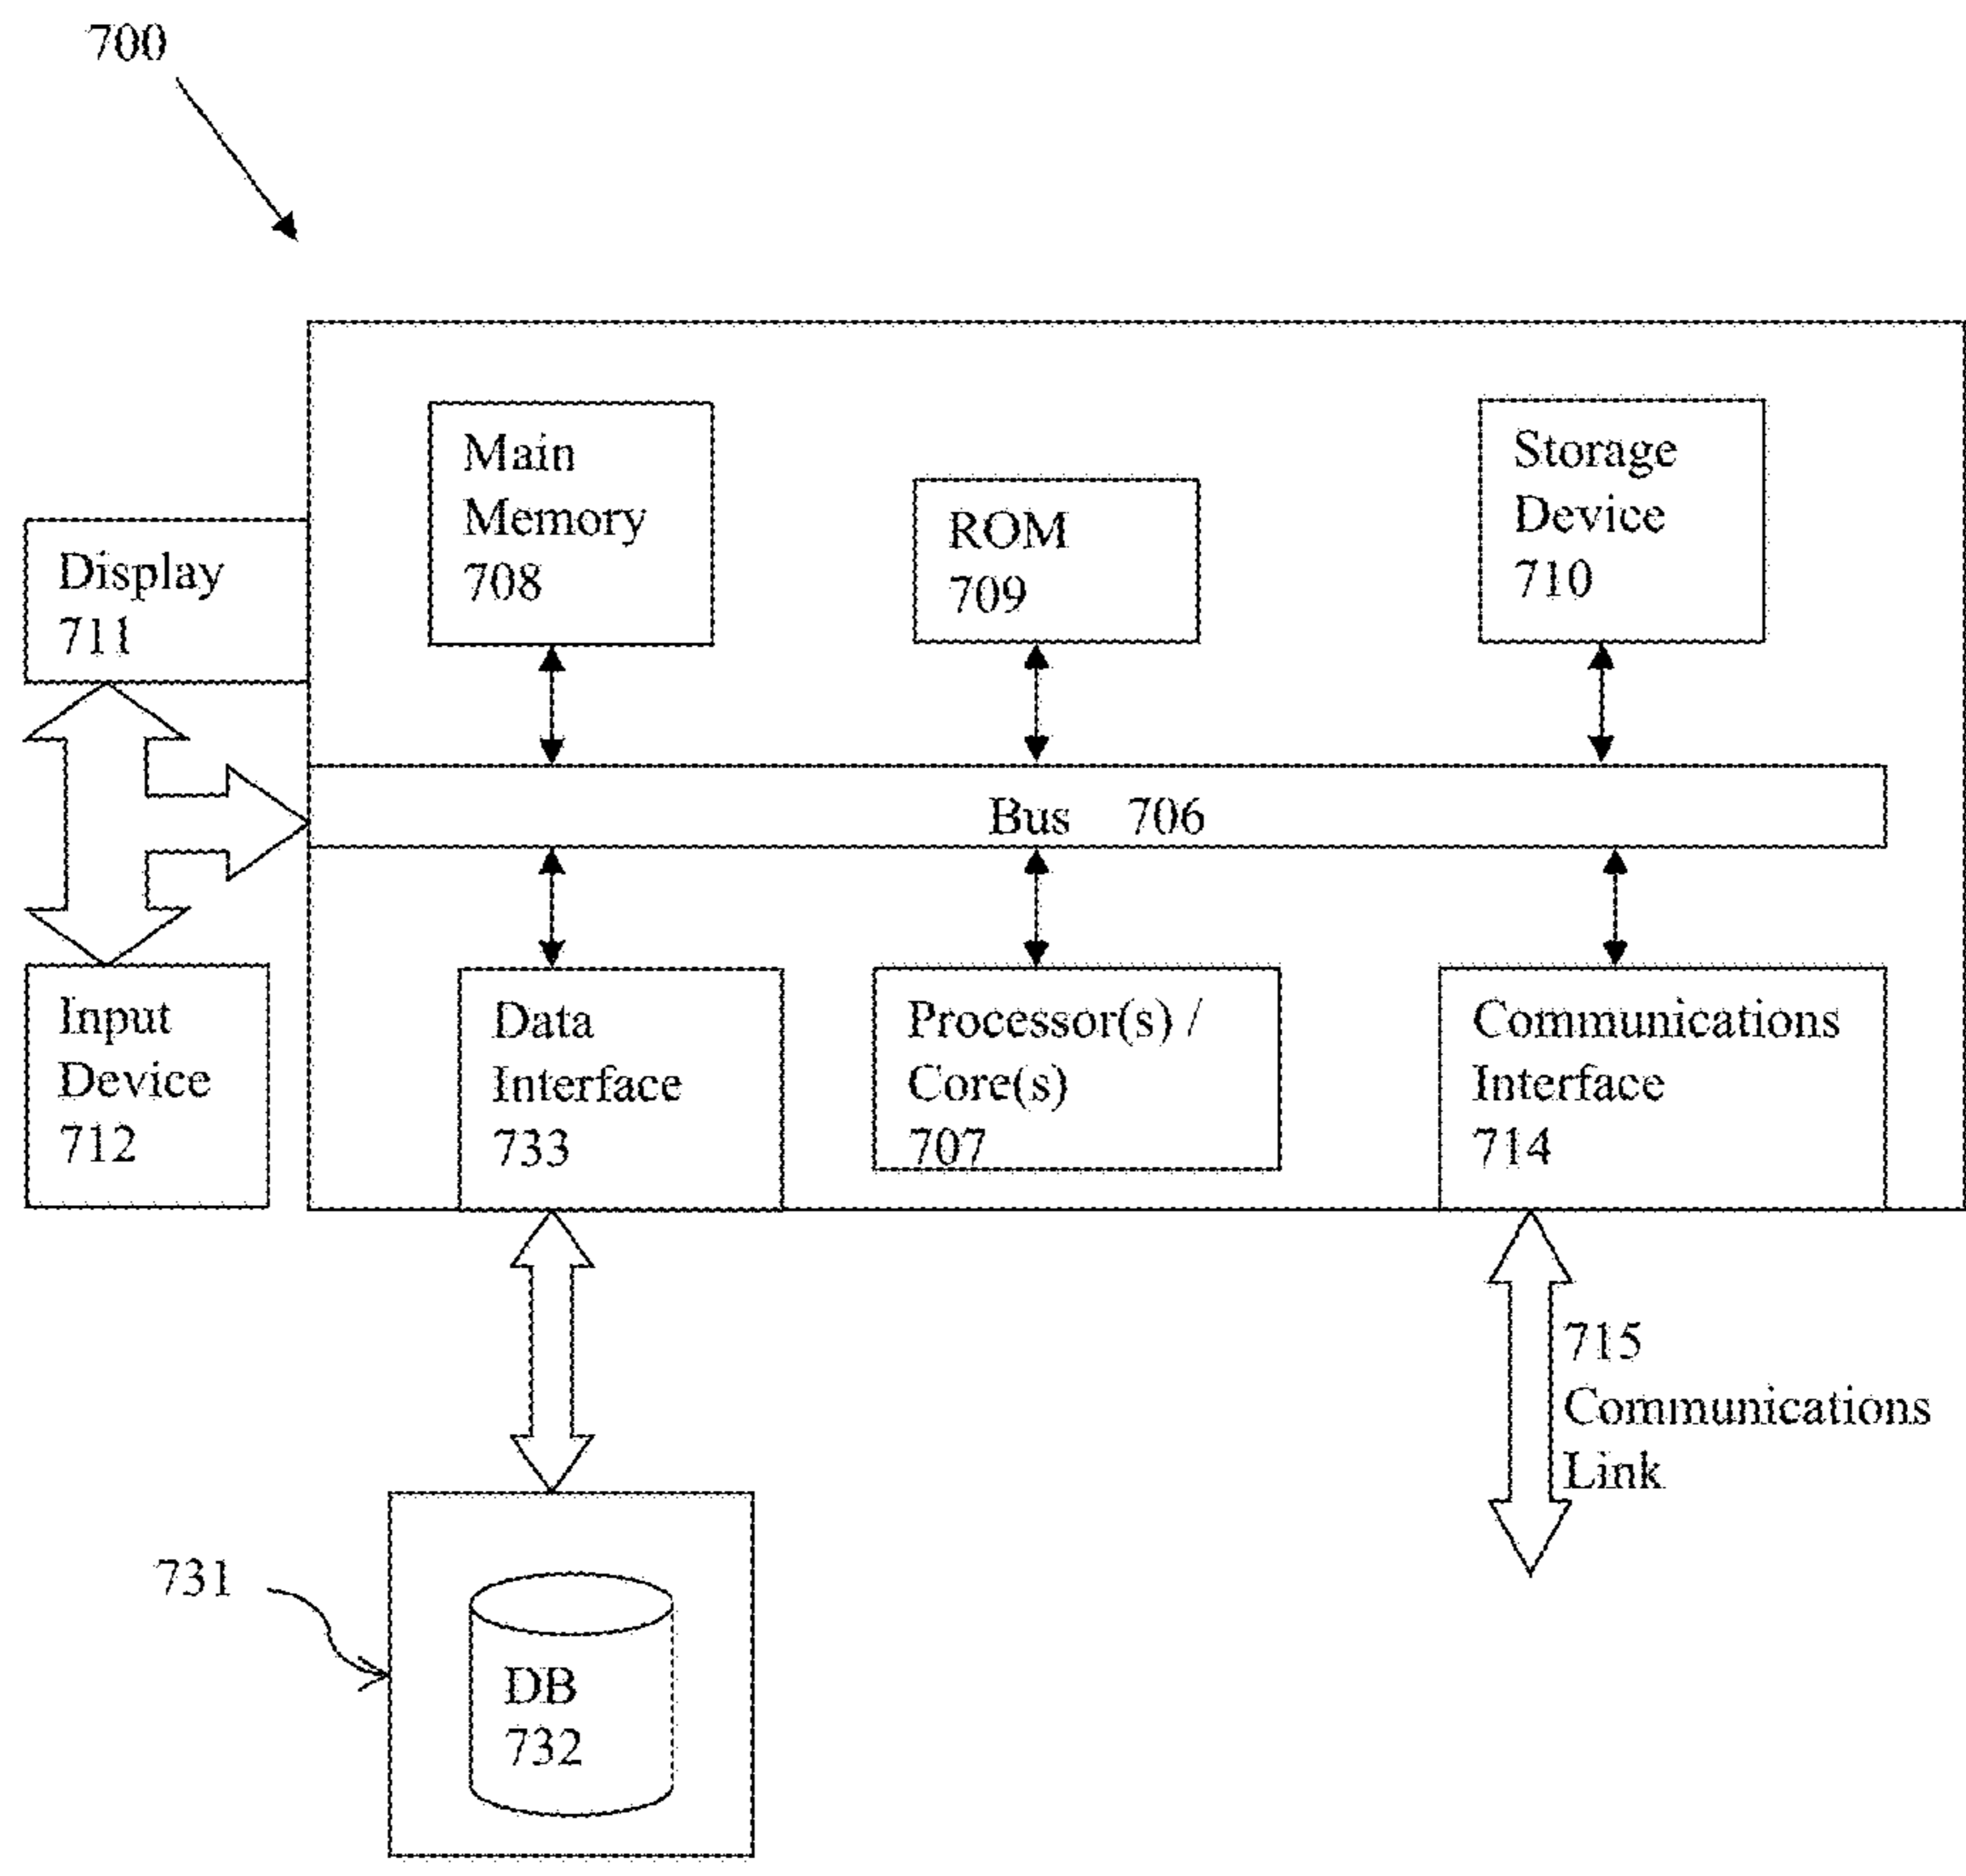 700
Main
Memory
708
ROM
709
Storage
Device
710
Display
711
Bus 706
Input
Device
712
Data
Interface
733
Processor(s) /
Core(s)
707
Communications
Interface
714
715
Communications
Link
731
DB
732